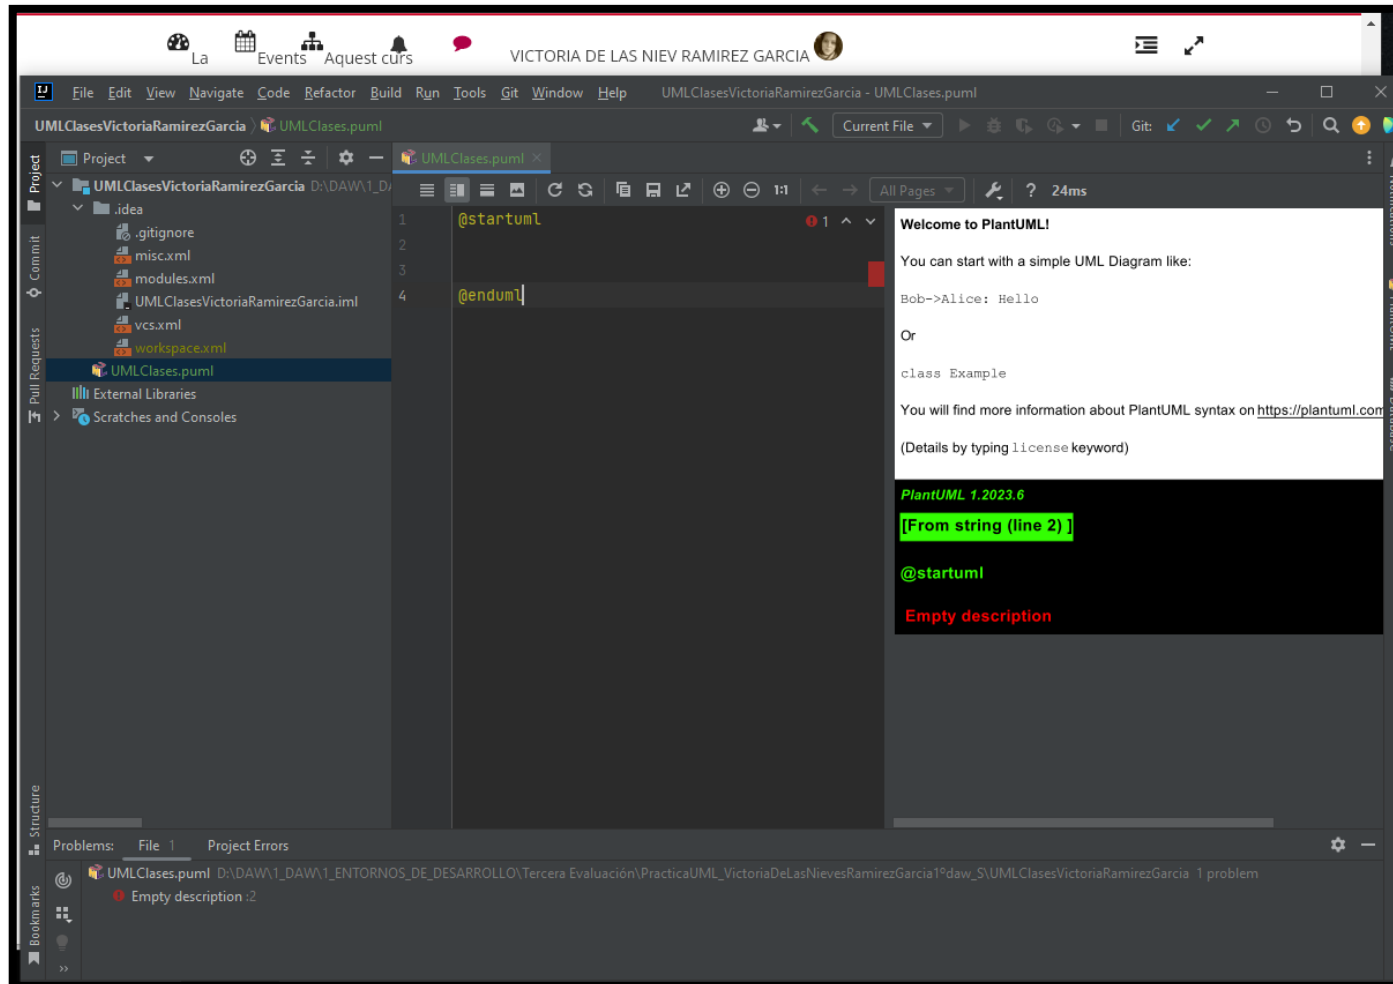 La Events Aquest curs VICTORIA DE LAS NIEV RAMIREZ GARCIA
File Edit View Navigate Code Refactor Build Run Tools Git Window Help UMLClasesVictoriaRamirezGarcia - UMLClases.puml
UMLClasesVictoriaRamirezGarcia UMLClases.puml Current File Git:
Project UMLClases.puml
UMLClasesVictoriaRamirezGarcia D:\DAW\1_D
1:1 All Pages ? 24ms
.idea
.gitignore
misc.xml
modules.xml
UMLClasesVictoriaRamirezGarcia.iml
vcs.xml
workspace.xml
UMLClases.puml
External Libraries
Scratches and Consoles
Project
Commit
Pull Requests
Structure
Bookmarks
1 @startuml 1
2
3
4 @enduml
Welcome to PlantUML!
You can start with a simple UML Diagram like:
Bob->Alice: Hello
Or
class Example
You will find more information about PlantUML syntax on https://plantuml.com
(Details by typing license keyword)
PlantUML 1.2023.6
[From string (line 2) ]
@startuml
Empty description
Problems: File 1 Project Errors
UMLClases.puml D:\DAW\1_DAW\1_ENTORNOS_DE_DESARROLLO\Tercera Evaluación\PracticaUML_VictoriaDeLasNievesRamirezGarcia1ºdaw_S\UMLClasesVictoriaRamirezGarcia 1 problem
Empty description :2